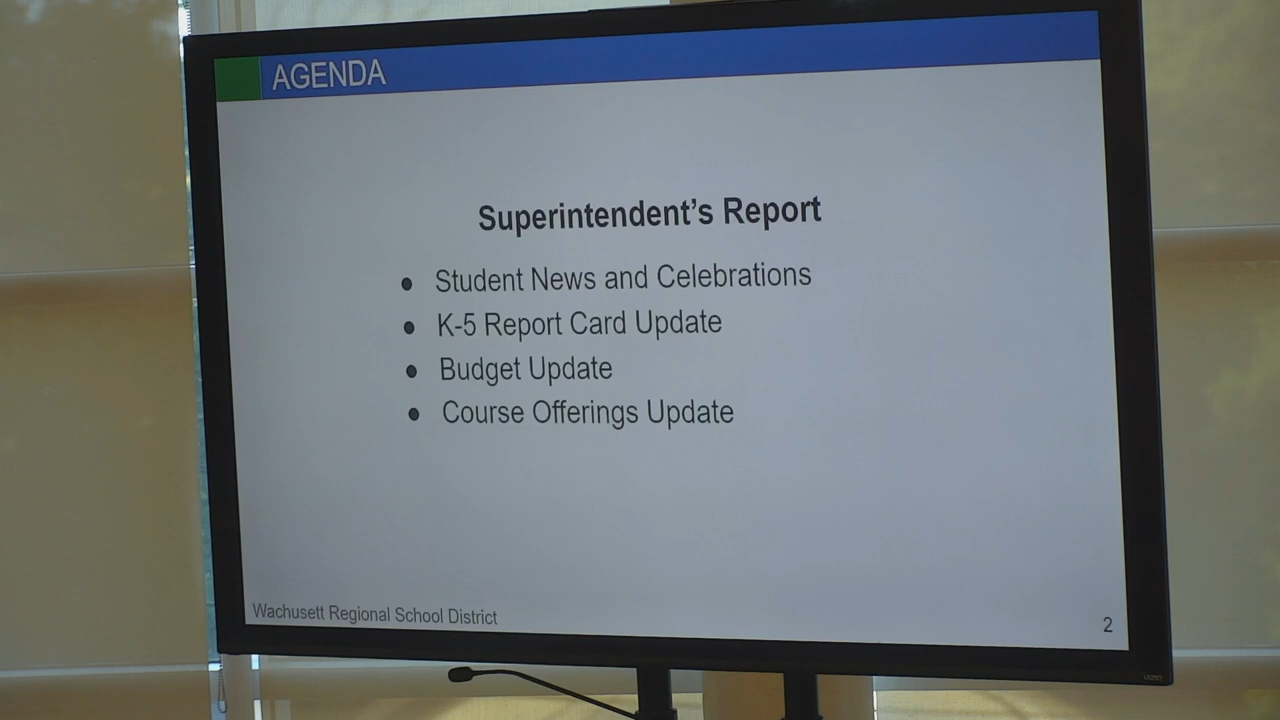 AGENDA
Superintendent's Report
● Student News and Celebrations
● K-5 Report Card Update
● Budget Update
● Course Offerings Update
Wachusett Regional School District
2
VIZIO